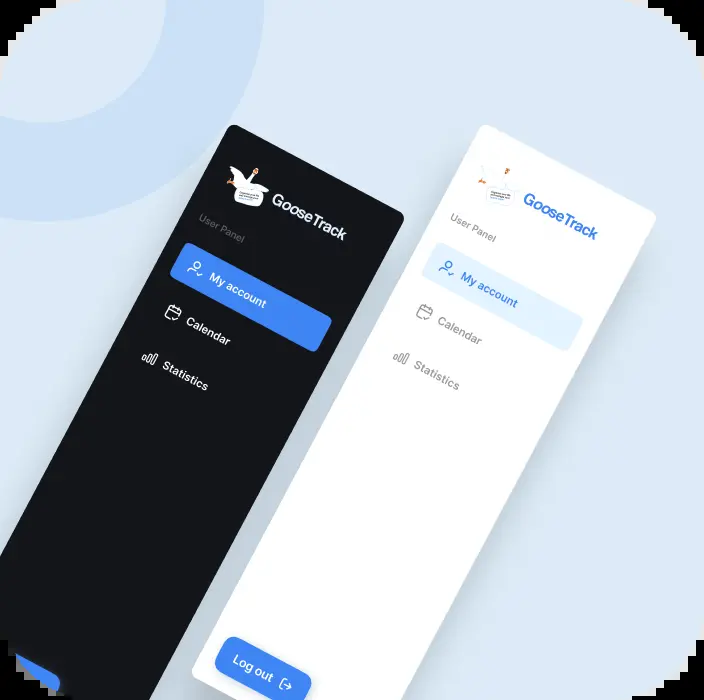 GooseTrack
User Panel
My account
Calendar
Statistics
GooseTrack
User Panel
My account
Calendar
Statistics
Log out